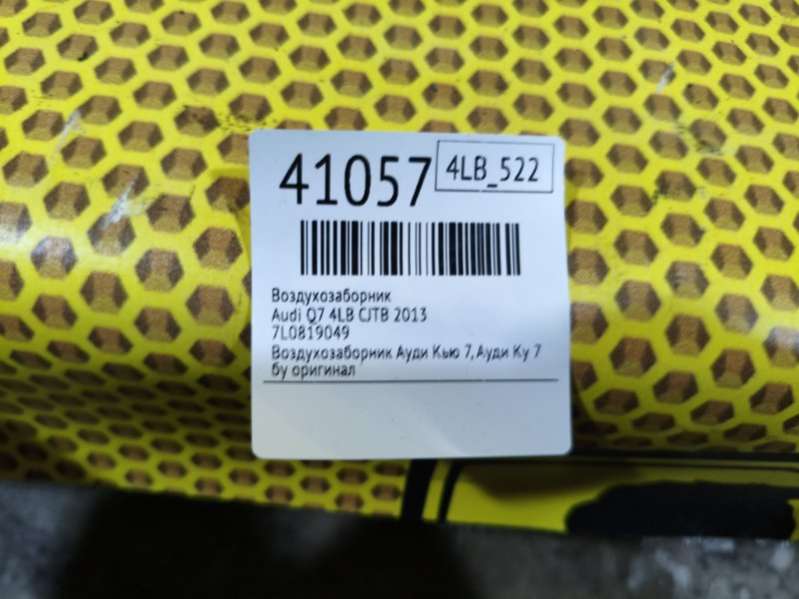 41057 4LB_522
Воздухозаборник
Audi Q7 4LB CJTB 2013
7L0819049
Воздухозаборник Ауди Кью 7, Ауди Ку 7
бу оригинал